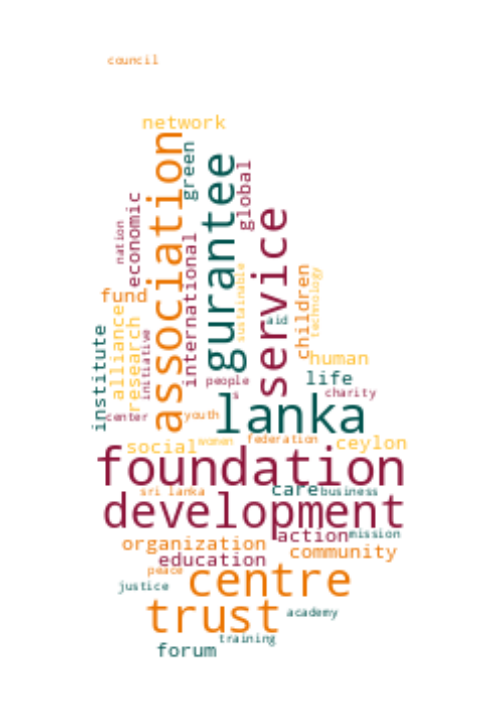 council
network
association
green
gurantee
global
service
nation
economic
international
sustainable
children
technology
fund
alliance
research
initiative
institute
aid
human
people
life
s
charity
center
youth
lanka
social
women
federation
ceylon
foundation
sri lanka
care
business
development
action
mission
organization
community
education
peace
centre
justice
trust
academy
training
forum